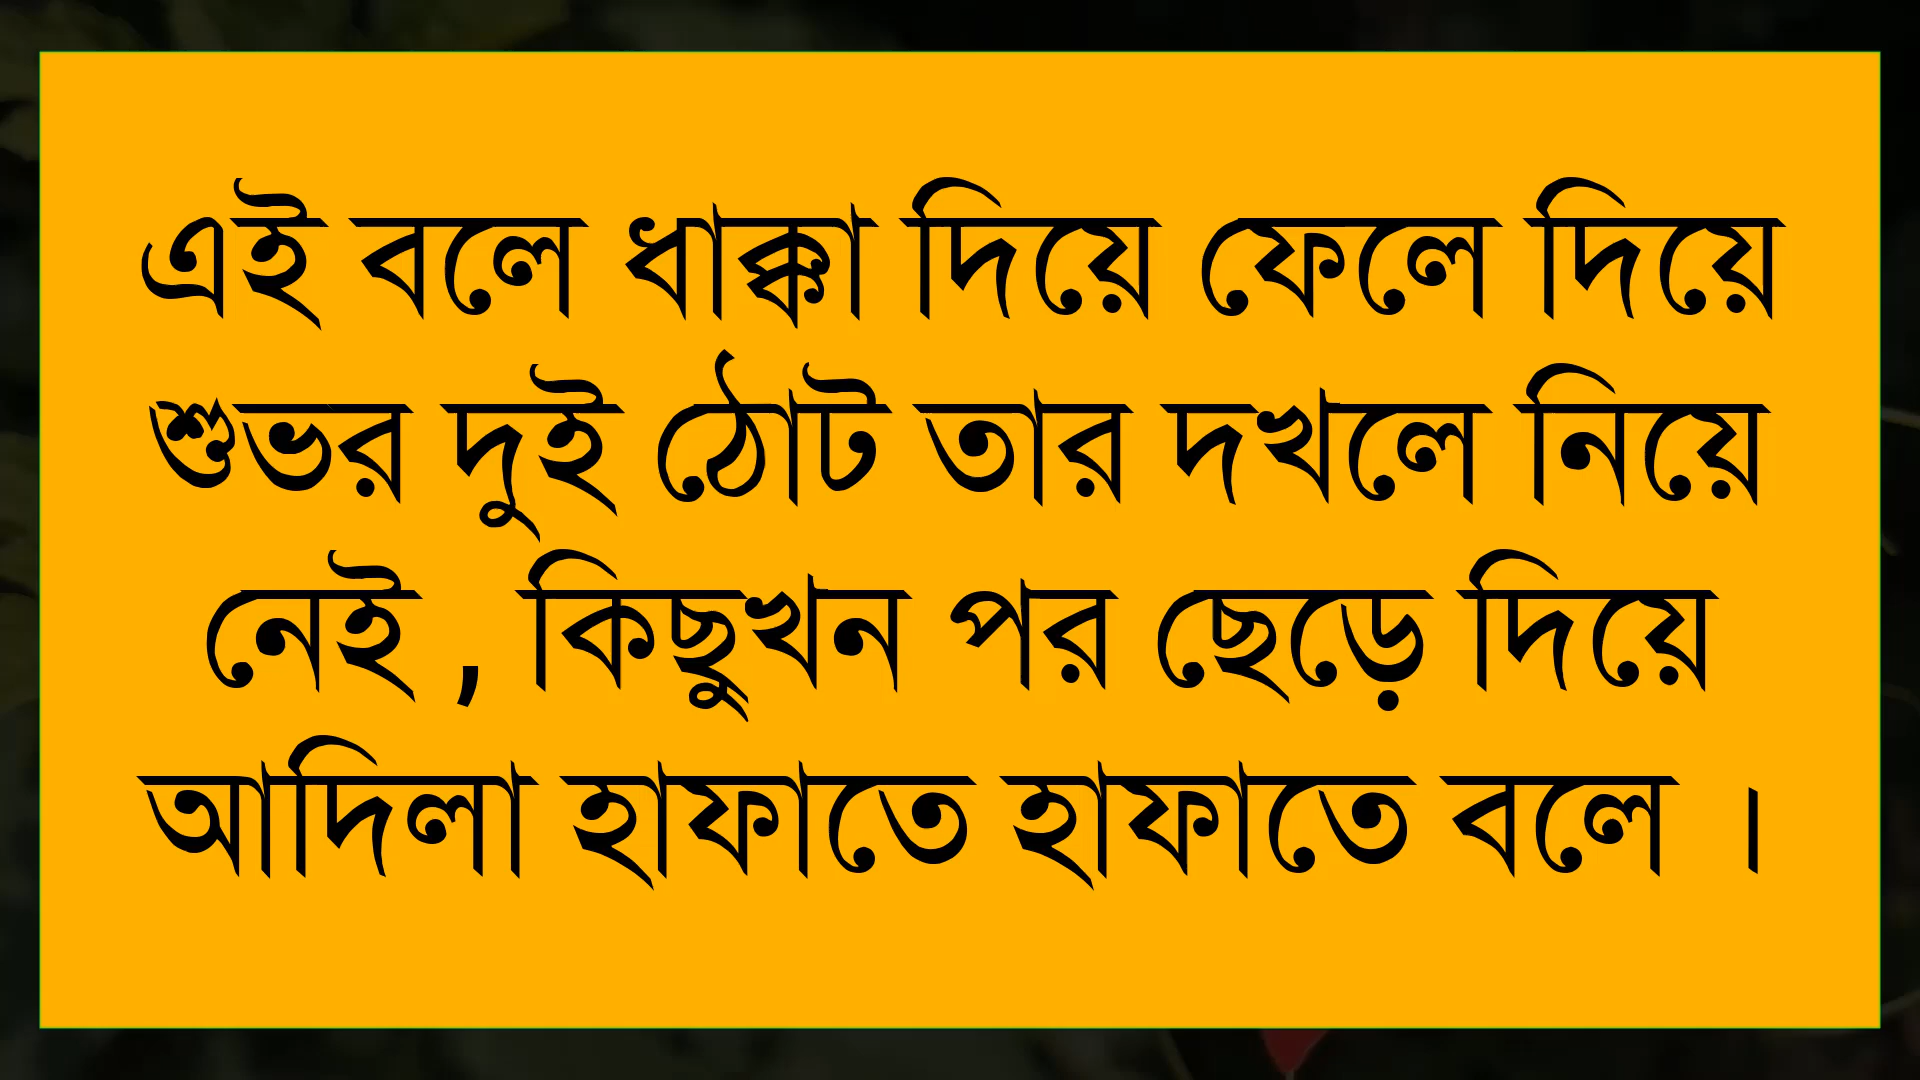 এই বলে ধাক্কা দিয়ে ফেলে দিয়ে
শুভর দুই ঠোট তার দখলে নিয়ে
নেই , কিছুখন পর ছেড়ে দিয়ে
আদিলা হাফাতে হাফাতে বলে ।